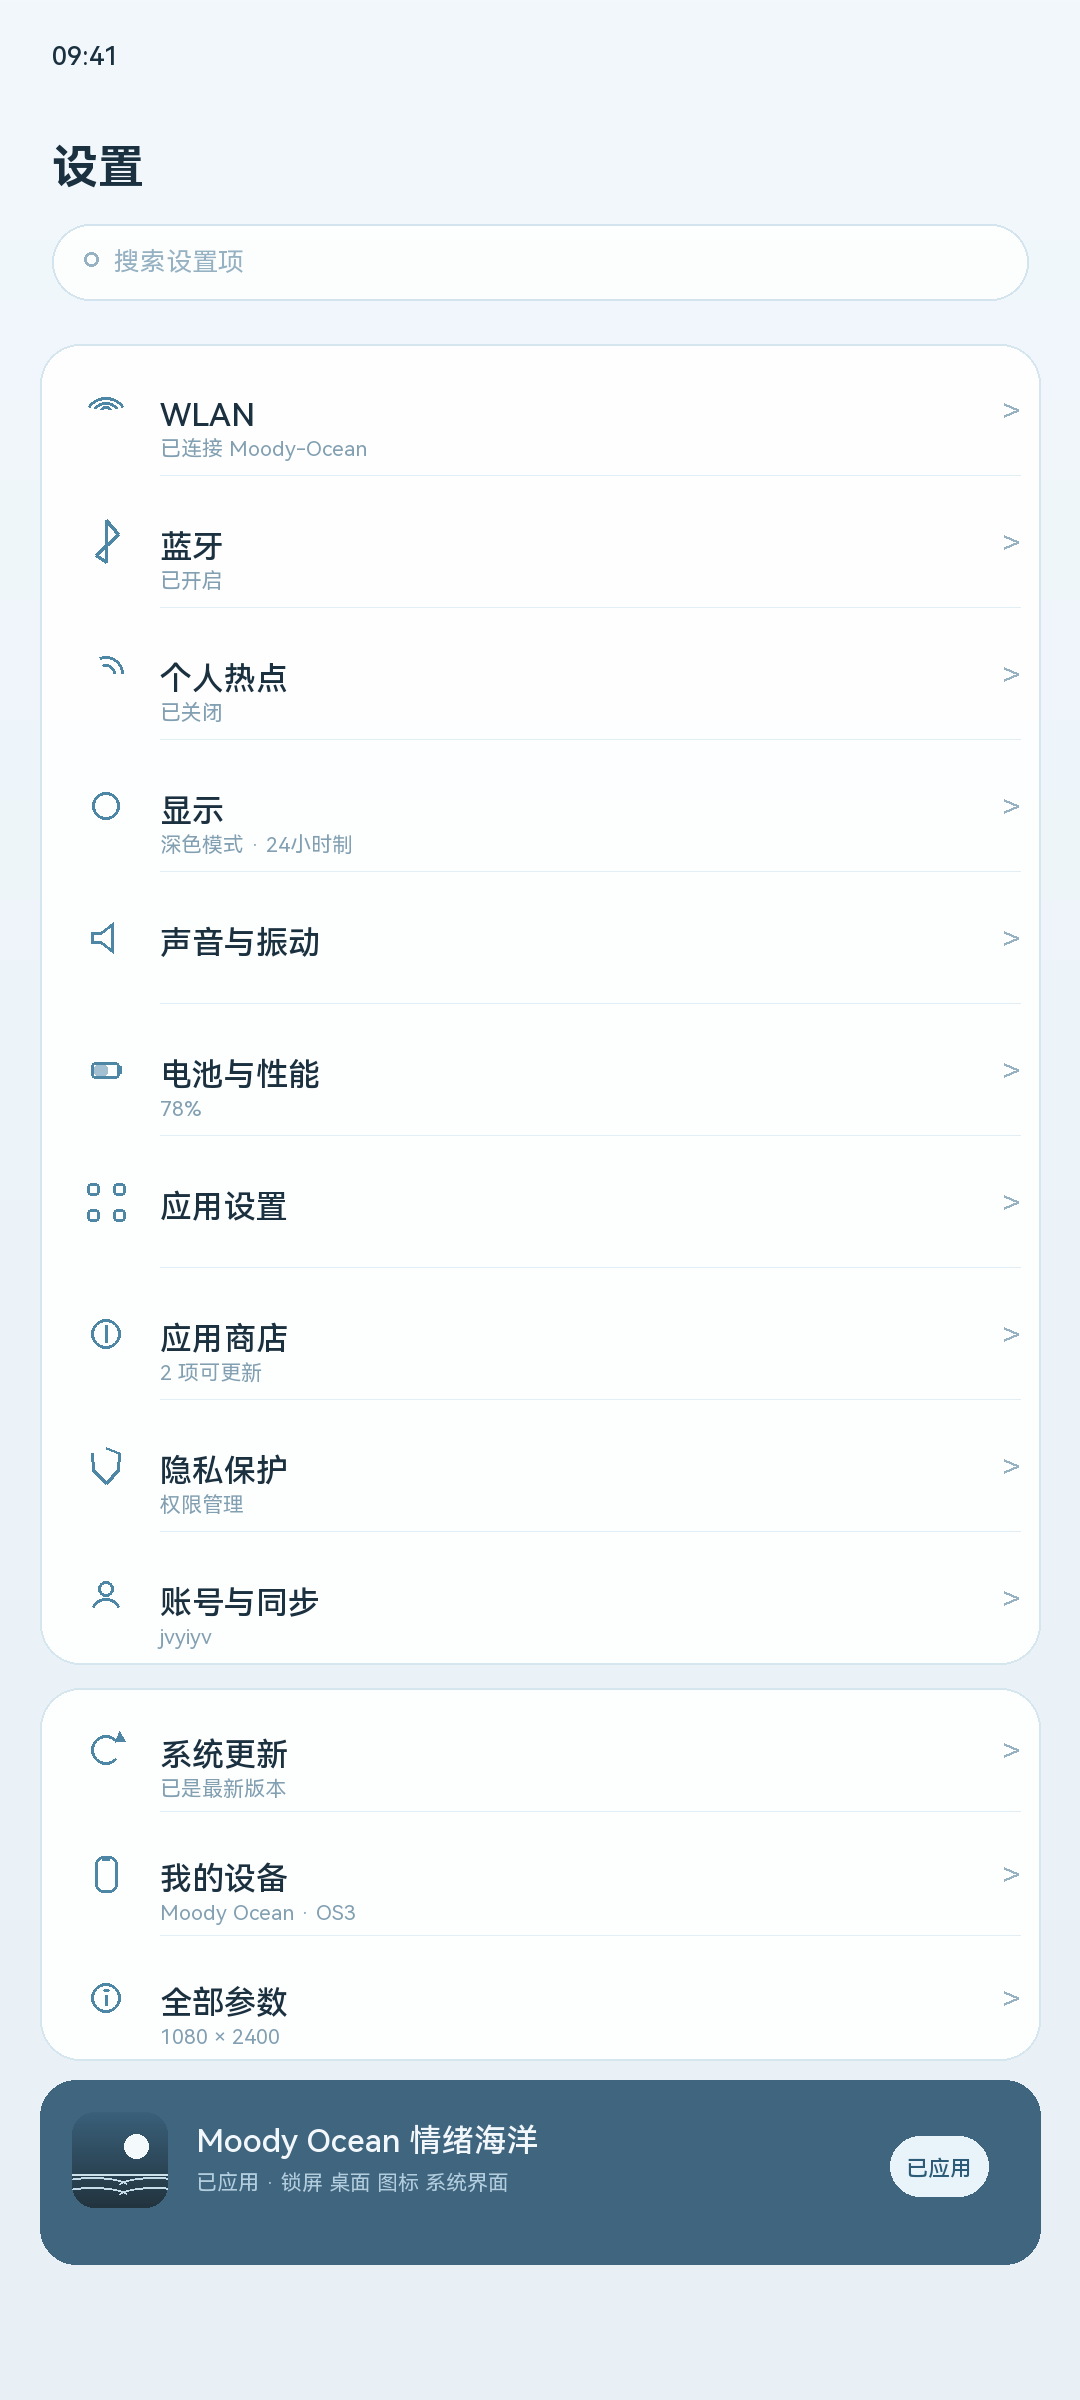 09:41
设置
搜索设置项
WLAN
已连接 Moody-Ocean
蓝牙
已开启
个人热点
已关闭
显示
深色模式 · 24小时制
声音与振动
电池与性能
78%
应用设置
应用商店
2 项可更新
隐私保护
权限管理
账号与同步
jvyiyv
系统更新
已是最新版本
我的设备
Moody Ocean · OS3
全部参数
1080 × 2400
Moody Ocean 情绪海洋
已应用 · 锁屏 桌面 图标 系统界面
已应用